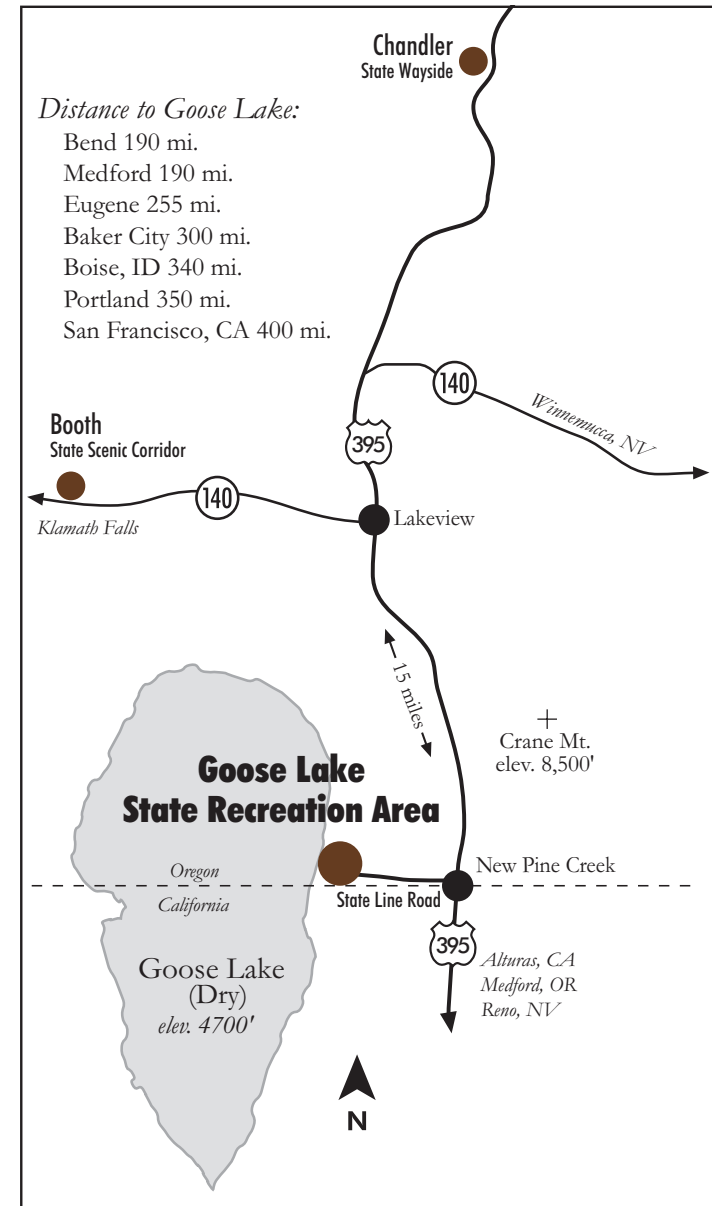 Chandler
State Wayside
Distance to Goose Lake:
Bend 190 mi.
Medford 190 mi.
Eugene 255 mi.
Baker City 300 mi.
Boise, ID 340 mi.
Portland 350 mi.
San Francisco, CA 400 mi.
140
Winnemucca, NV
395
Booth
State Scenic Corridor
140
Klamath Falls
Lakeview
15 miles
Crane Mt.
elev. 8,500'
Goose Lake
State Recreation Area
New Pine Creek
Oregon
California
State Line Road
395
Alturas, CA
Medford, OR
Reno, NV
Goose Lake
(Dry)
elev. 4700'
N